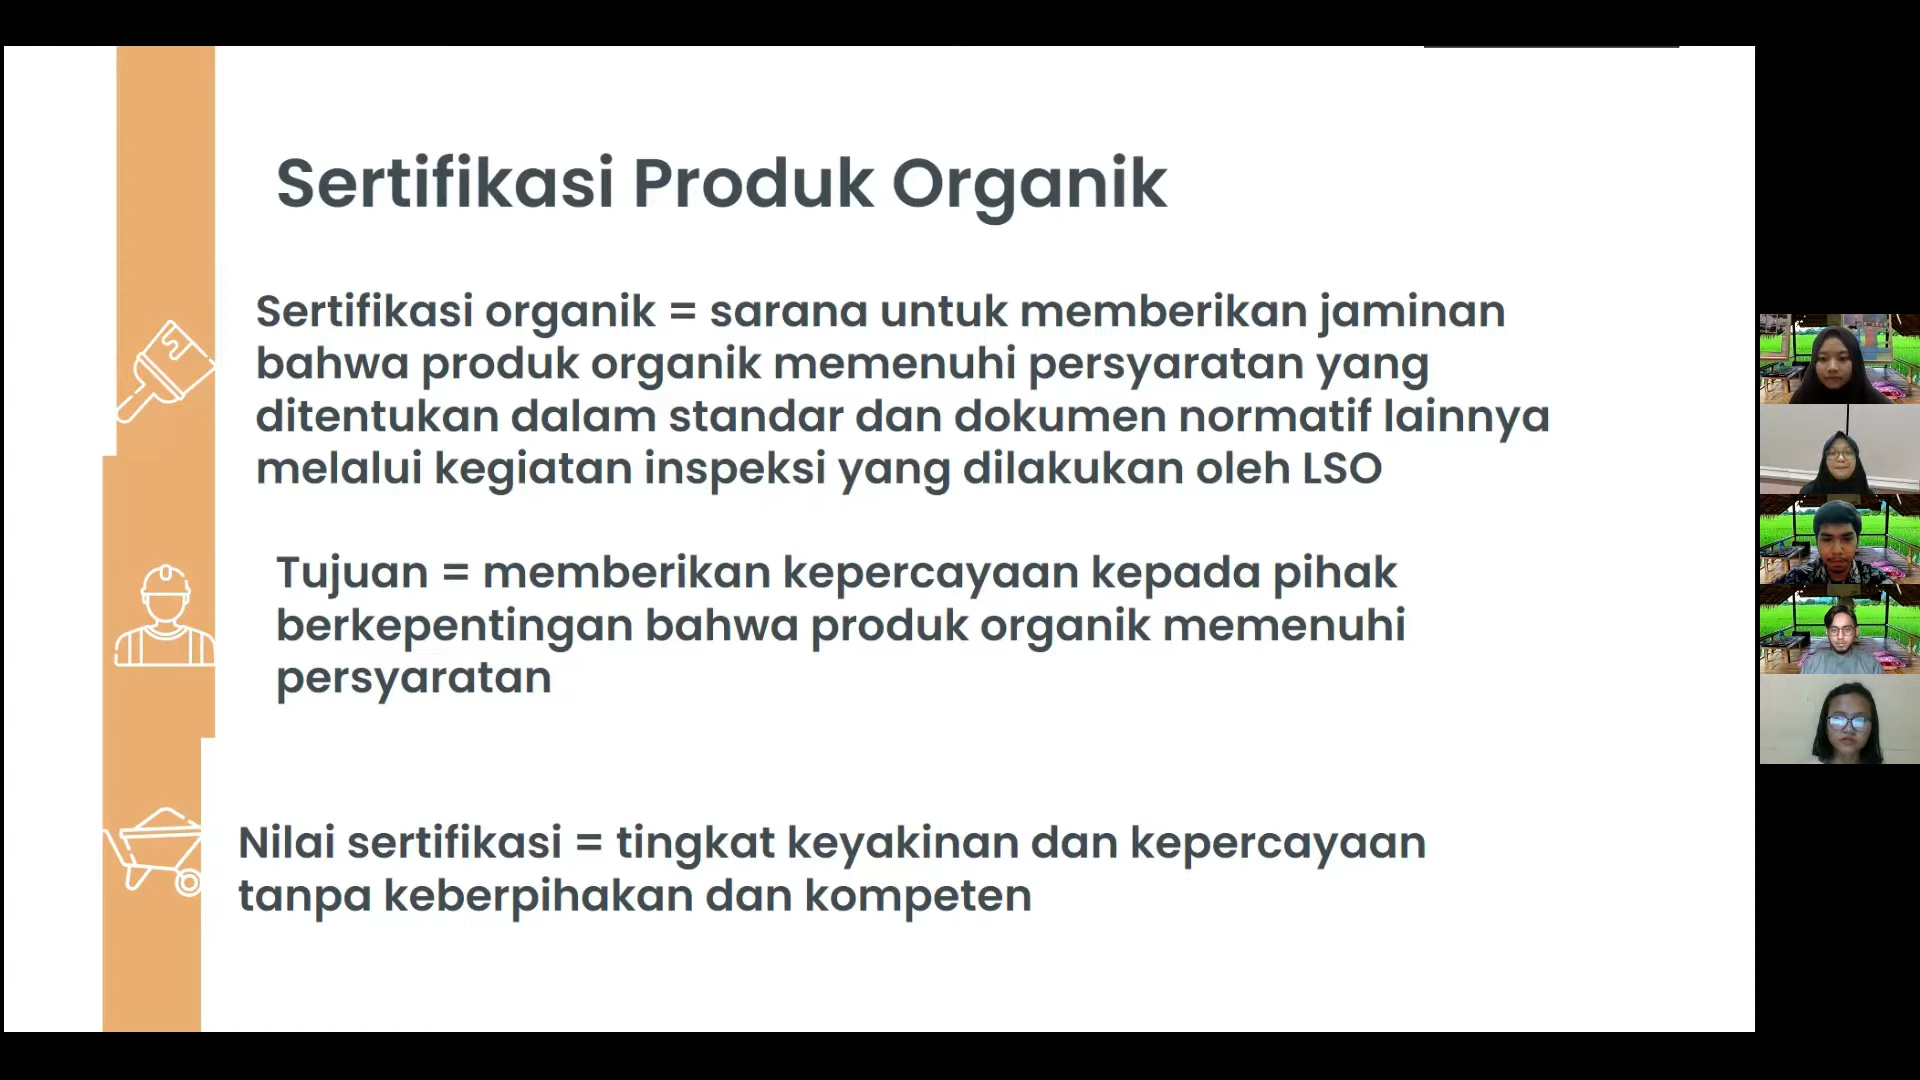 Sertifikasi Produk Organik
Sertifikasi organik = sarana untuk memberikan jaminan
bahwa produk organik memenuhi persyaratan yang
ditentukan dalam standar dan dokumen normatif lainnya
melalui kegiatan inspeksi yang dilakukan oleh LSO
Tujuan = memberikan kepercayaan kepada pihak
berkepentingan bahwa produk organik memenuhi
persyaratan
Nilai sertifikasi = tingkat keyakinan dan kepercayaan
tanpa keberpihakan dan kompeten